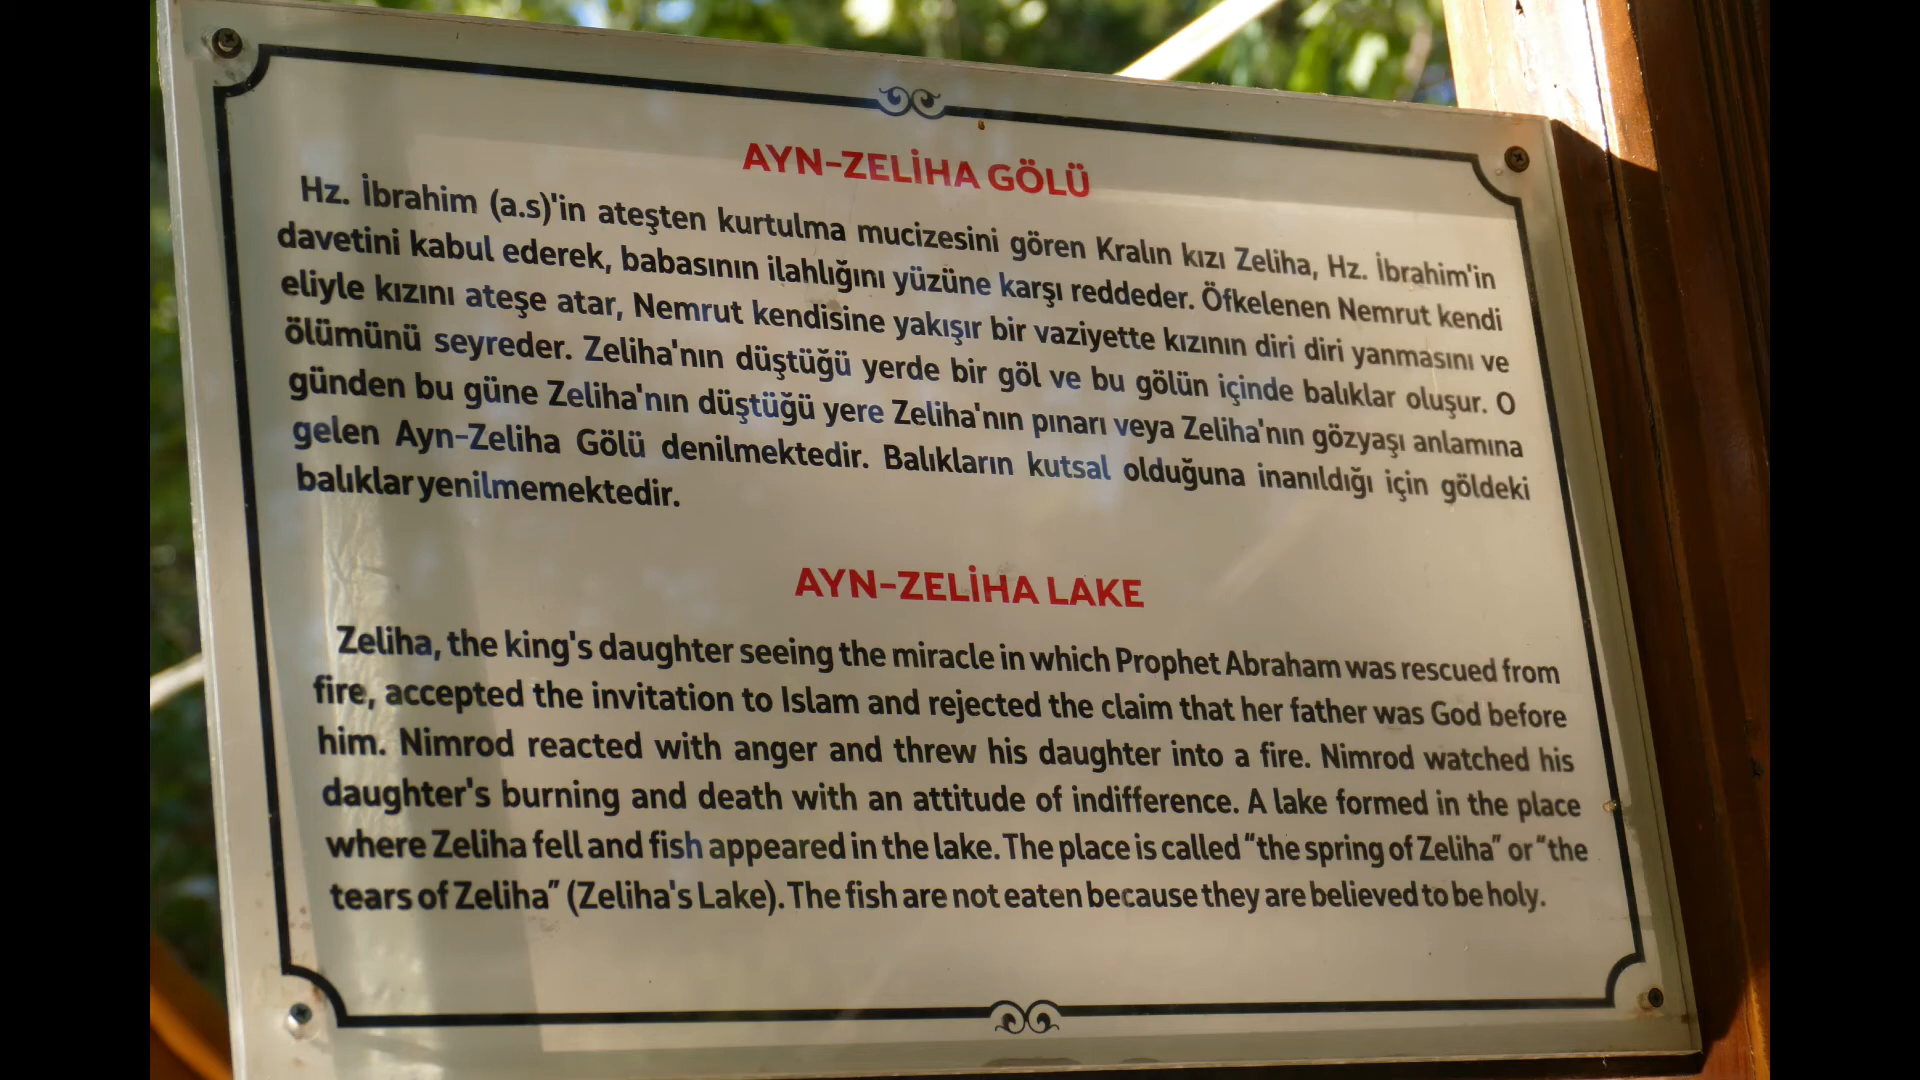 AYN-ZELİHA GÖLÜ
Hz. İbrahim (a.s)'in ateşten kurtulma mucizesini gören Kralın kızı Zeliha, Hz. İbrahim'in
davetini kabul ederek, babasının ilahlığını yüzüne karşı reddeder. Öfkelenen Nemrut kendi
eliyle kızını ateşe atar, Nemrut kendisine yakışır bir vaziyette kızının diri diri yanmasını ve
ölümünü seyreder. Zeliha'nın düştüğü yerde bir göl ve bu gölün içinde balıklar oluşur. O
günden bu güne Zeliha'nın düştüğü yere Zeliha'nın pınarı veya Zeliha'nın gözyaşı anlamına
gelen Ayn-Zeliha Gölü denilmektedir. Balıkların kutsal olduğuna inanıldığı için göldeki
balıklar yenilmemektedir.
AYN-ZELİHA LAKE
Zeliha, the king's daughter seeing the miracle in which Prophet Abraham was rescued from
fire, accepted the invitation to Islam and rejected the claim that her father was God before
him. Nimrod reacted with anger and threw his daughter into a fire. Nimrod watched his
daughter's burning and death with an attitude of indifference. A lake formed in the place
where Zeliha fell and fish appeared in the lake. The place is called "the spring of Zeliha" or "the
tears of Zeliha" (Zeliha's Lake). The fish are not eaten because they are believed to be holy.